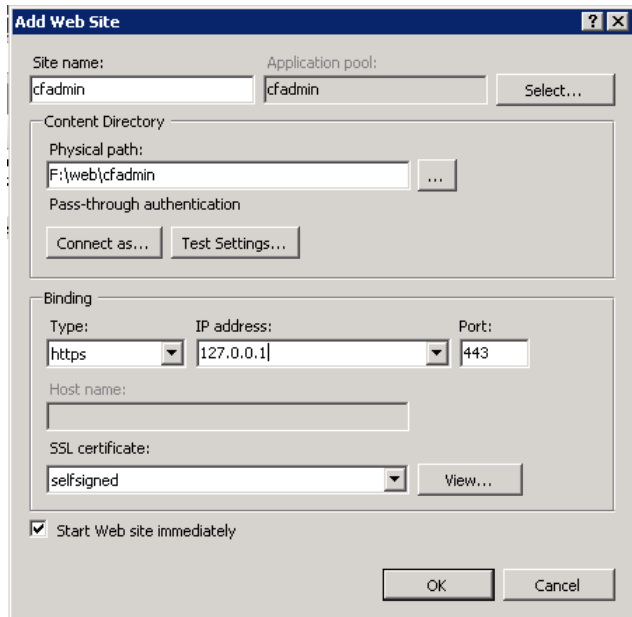 Add Web Site
Site name:
Application pool:
cfadmin
cfadmin
Select...
Content Directory
Physical path:
F:\web\cfadmin
...
Pass-through authentication
Connect as...
Test Settings...
Binding
Type:
IP address:
Port:
https
127.0.0.1
443
Host name:
SSL certificate:
selfsigned
View...
Start Web site immediately
OK
Cancel